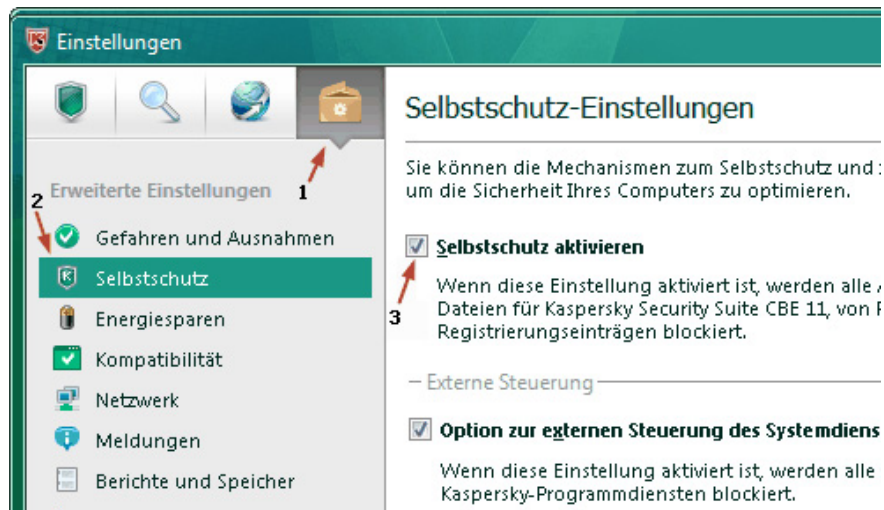 Einstellungen
Selbstschutz-Einstellungen
Sie können die Mechanismen zum Selbstschutz und
um die Sicherheit Ihres Computers zu optimieren.
1
Erweiterte Einstellungen
2
Gefahren und Ausnahmen
Selbstschutz aktivieren
Selbstschutz
Wenn diese Einstellung aktiviert ist, werden alle
Dateien für Kaspersky Security Suite CBE 11, von
3
Energiesparen
Registrierungseinträgen blockiert.
Kompatibilität
Externe Steuerung
Netzwerk
Meldungen
Option zur externen Steuerung des Systemdiens
Berichte und Speicher
Wenn diese Einstellung aktiviert ist, werden alle
Kaspersky-Programmdiensten blockiert.